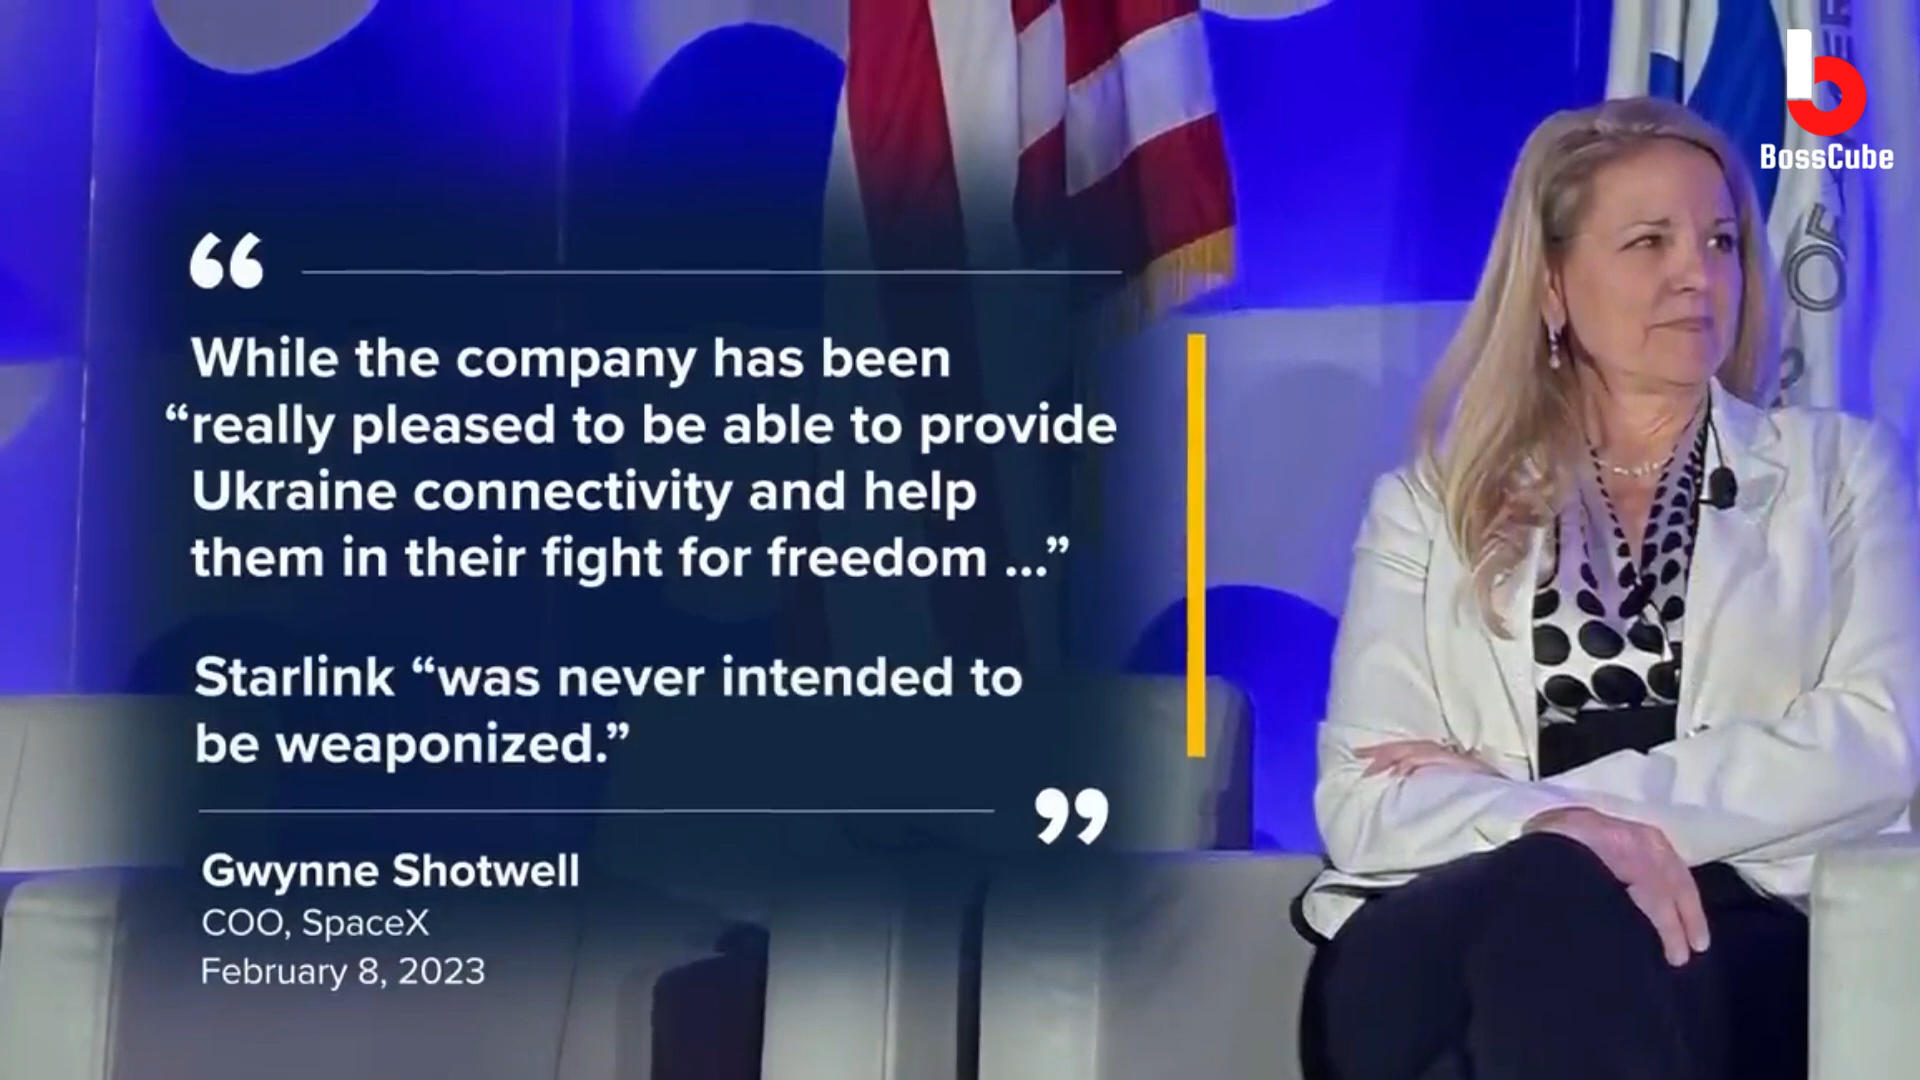 BossCube
“
While the company has been
“really pleased to be able to provide
Ukraine connectivity and help
them in their fight for freedom ...”
Starlink “was never intended to
be weaponized.”
”
Gwynne Shotwell
COO, SpaceX
February 8, 2023